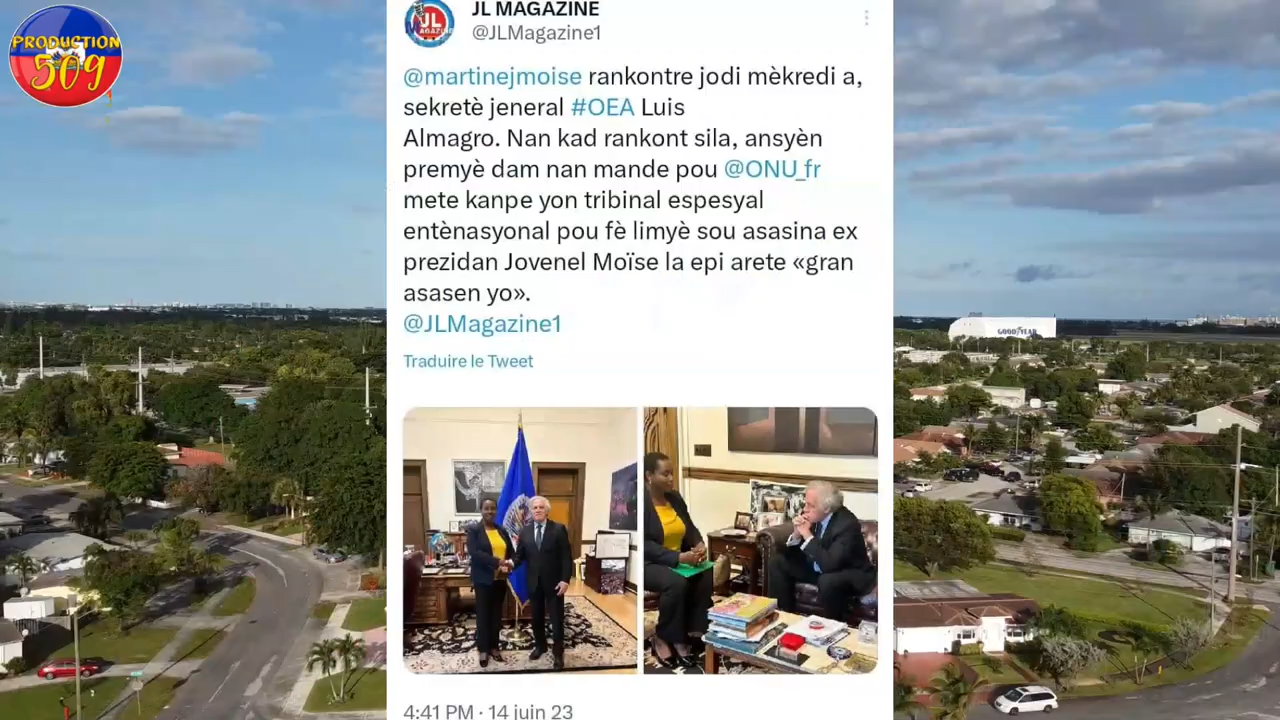 PRODUCTION
509
JL MAGAZINE
@JLMagazine1
@martinejmoise rankontre jodi mèkredi a,
sekretè jeneral #OEA Luis
Almagro. Nan kad rankont sila, ansyèn
premyè dam nan mande pou @ONU_fr
mete kanpe yon tribinal espesyal
entènasyonal pou fè limyè sou asasina ex
prezidan Jovenel Moïse la epi arete «gran
asasen yo».
@JLMagazine1
Traduire le Tweet
GOOD YEAR
4:41 PM · 14 juin 23